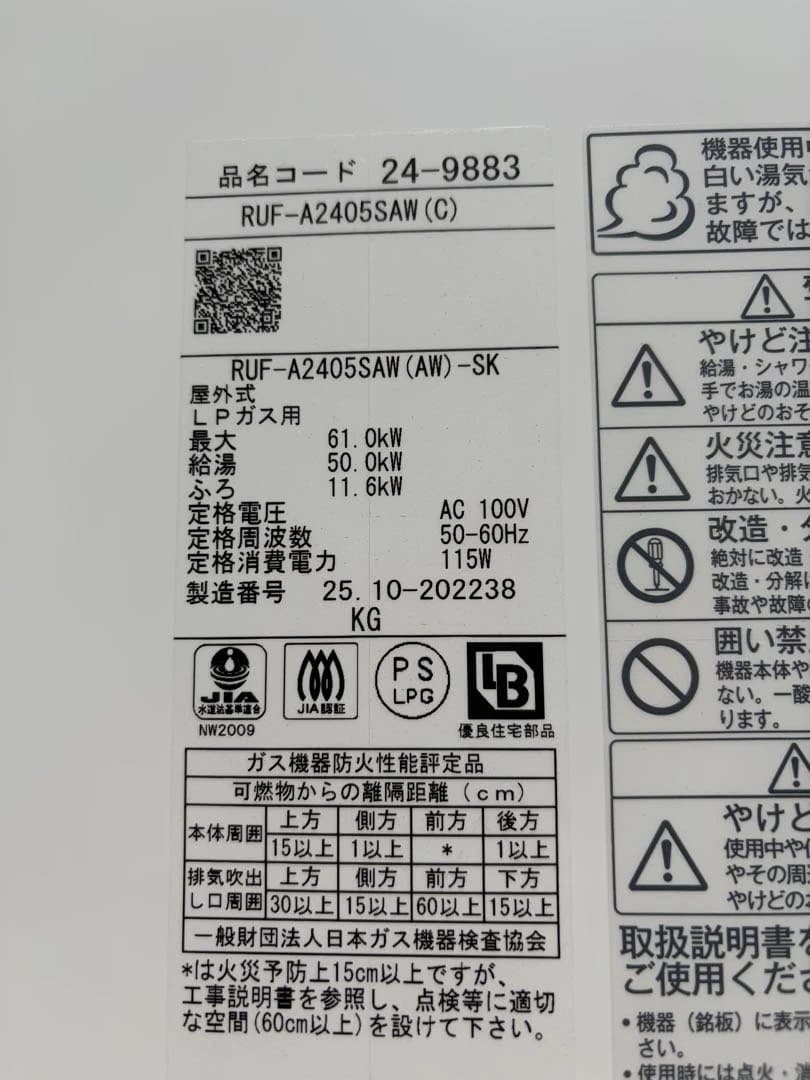 品名コード 24-9883
RUF-A2405SAW(C)
RUF-A2405SAW(AW)-SK
屋外式
LPガス用
最大 61.0kW
給湯 50.0kW
ふろ 11.6kW
定格電圧 AC 100V
定格周波数 50-60Hz
定格消費電力 115W
製造番号 25.10-202238
KG
JIA
水道法基準適合
NW2009
JIA認証
PS
LPG
LB
優良住宅部品
ガス機器防火性能評定品
可燃物からの離隔距離(cm)
本体周囲 上方 側方 前方 後方
15以上 1以上 * 1以上
排気吹出し口周囲 上方 側方 前方 下方
30以上 15以上 60以上 15以上
一般財団法人日本ガス機器検査協会
*は火災予防上15cm以上ですが、
工事説明書を参照し、点検等に適切
な空間(60cm以上)を設けて下さい。
機器使用中
白い湯気
ますが、
故障では
やけど注
給湯・シャワ
手でお湯の温
やけどのおそ
火災注意
排気口や排気
おかない。火
改造・分
絶対に改造
改造・分解
事故や故障の
囲い禁
機器本体や
ない。一酸
ります。
やけど
使用中や使
やその周
やけどのお
取扱説明書を
ご使用くださ
•機器(銘板)に表示
さい。
•使用時には点火・消